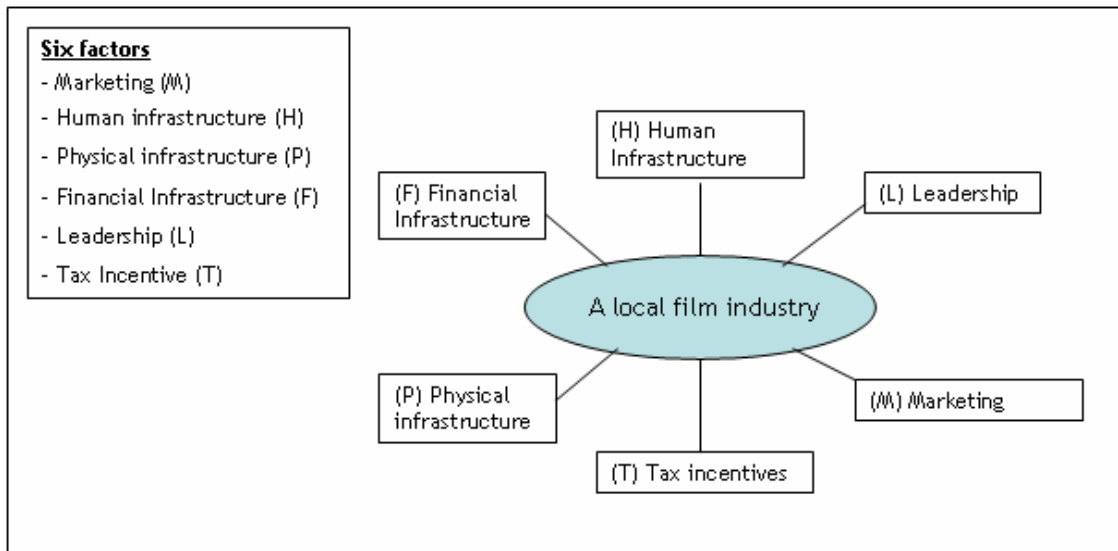 Six factors
- Marketing (M)
- Human infrastructure (H)
- Physical infrastructure (P)
- Financial Infrastructure (F)
- Leadership (L)
- Tax Incentive (T)
(H) Human
Infrastructure
(F) Financial
Infrastructure
(L) Leadership
A local film industry
(P) Physical
infrastructure
(M) Marketing
(T) Tax incentives